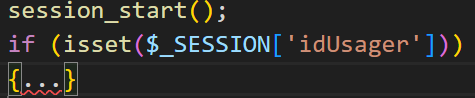 session_start();
if (isset($_SESSION['idUsager']))
{...}